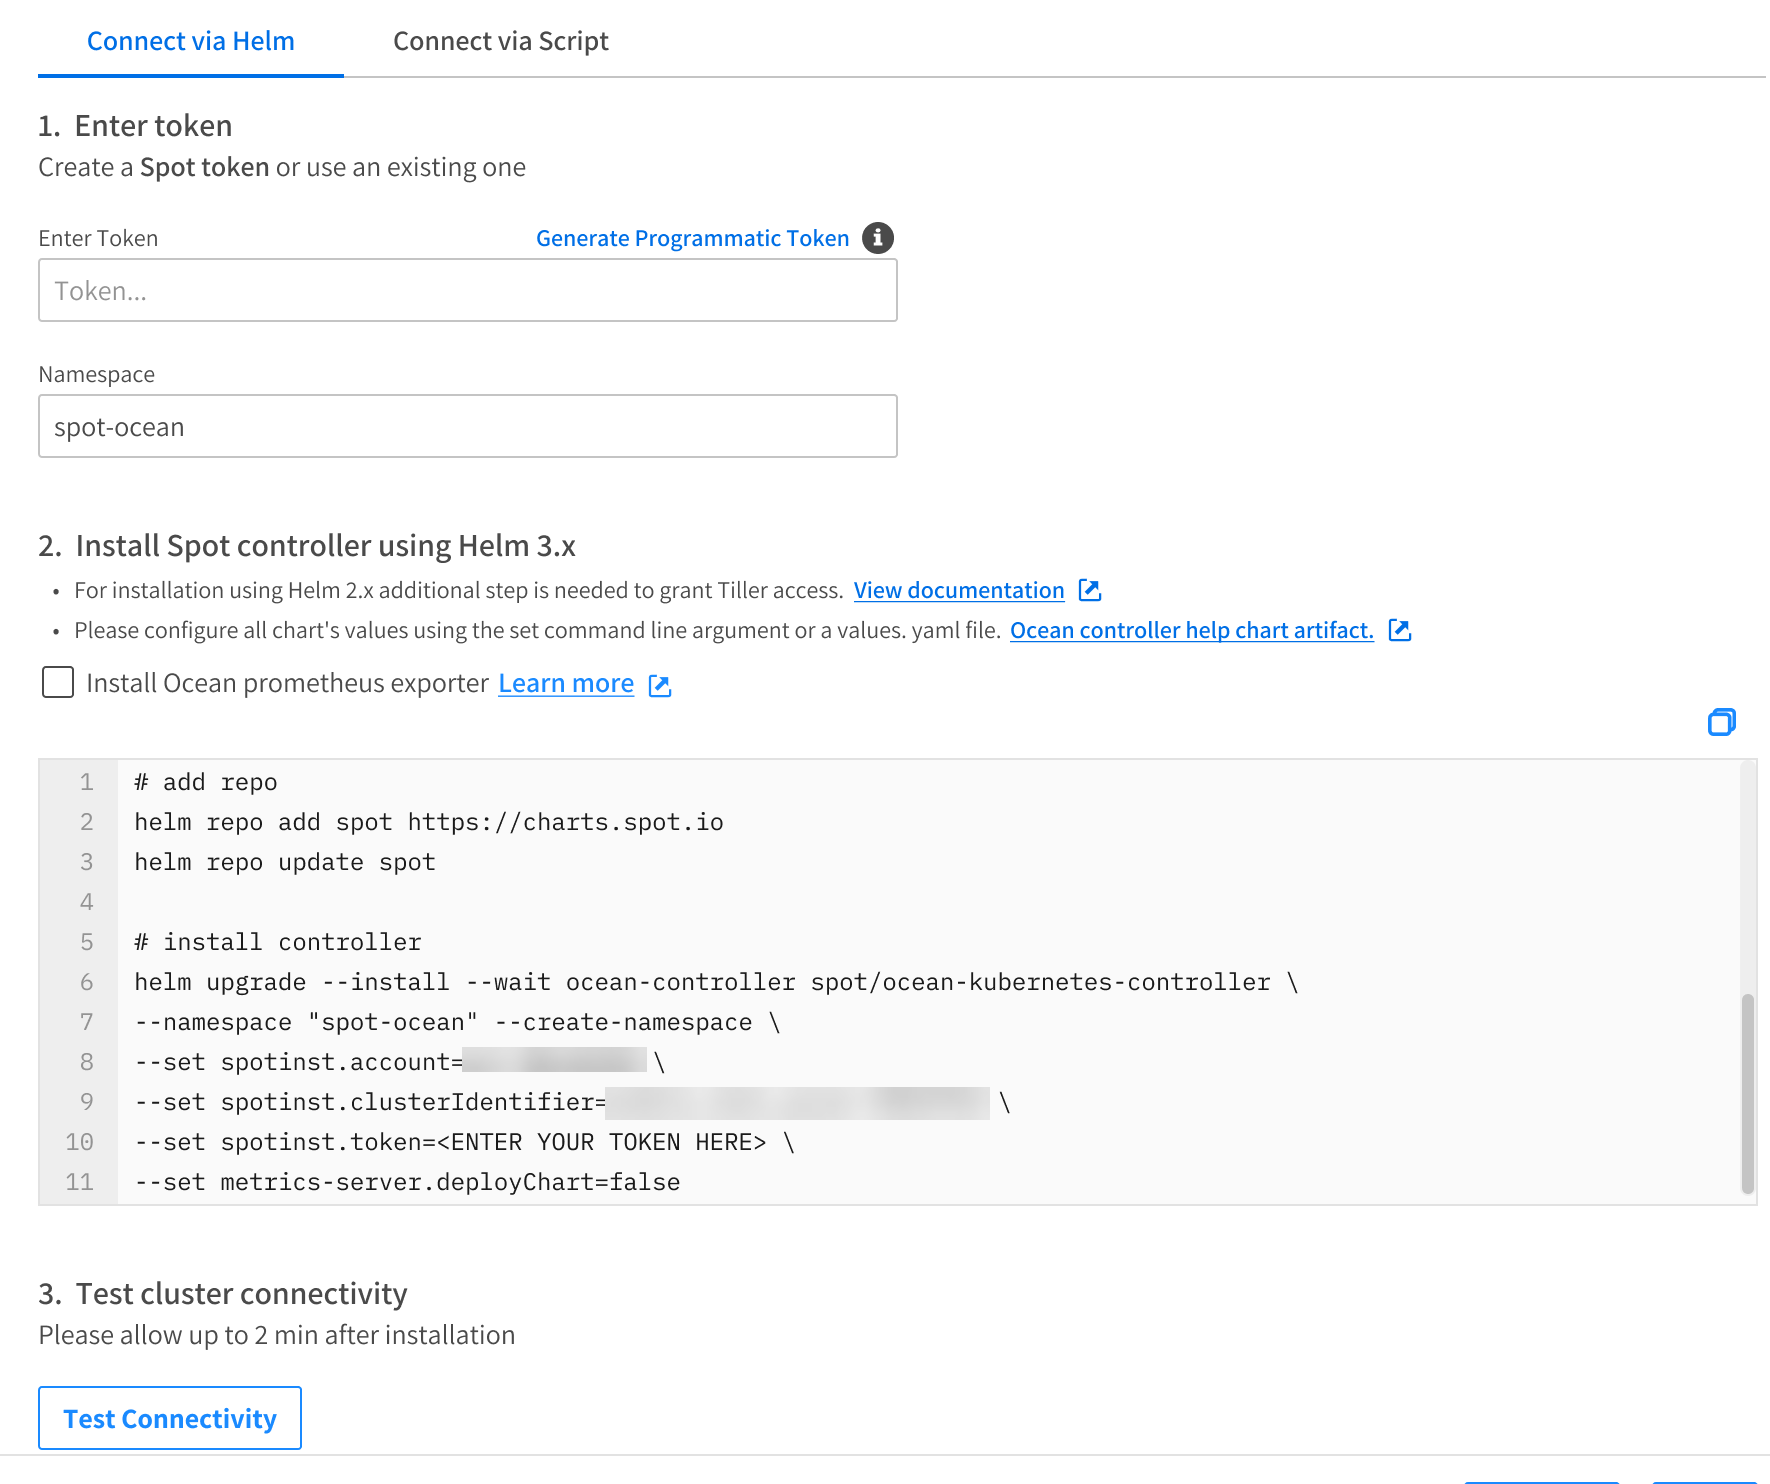 Connect via Helm Connect via Script
1. Enter token
Create a Spot token or use an existing one
Enter Token Generate Programmatic Token
Token...
Namespace
spot-ocean
2. Install Spot controller using Helm 3.x
• For installation using Helm 2.x additional step is needed to grant Tiller access. View documentation
• Please configure all chart's values using the set command line argument or a values. yaml file. Ocean controller help chart artifact.
Install Ocean prometheus exporter Learn more
1 # add repo
2 helm repo add spot https://charts.spot.io
3 helm repo update spot
4
5 # install controller
6 helm upgrade --install --wait ocean-controller spot/ocean-kubernetes-controller \
7 --namespace "spot-ocean" --create-namespace \
8 --set spotinst.account= \
9 --set spotinst.clusterIdentifier= \
10 --set spotinst.token=<ENTER YOUR TOKEN HERE> \
11 --set metrics-server.deployChart=false
3. Test cluster connectivity
Please allow up to 2 min after installation
Test Connectivity